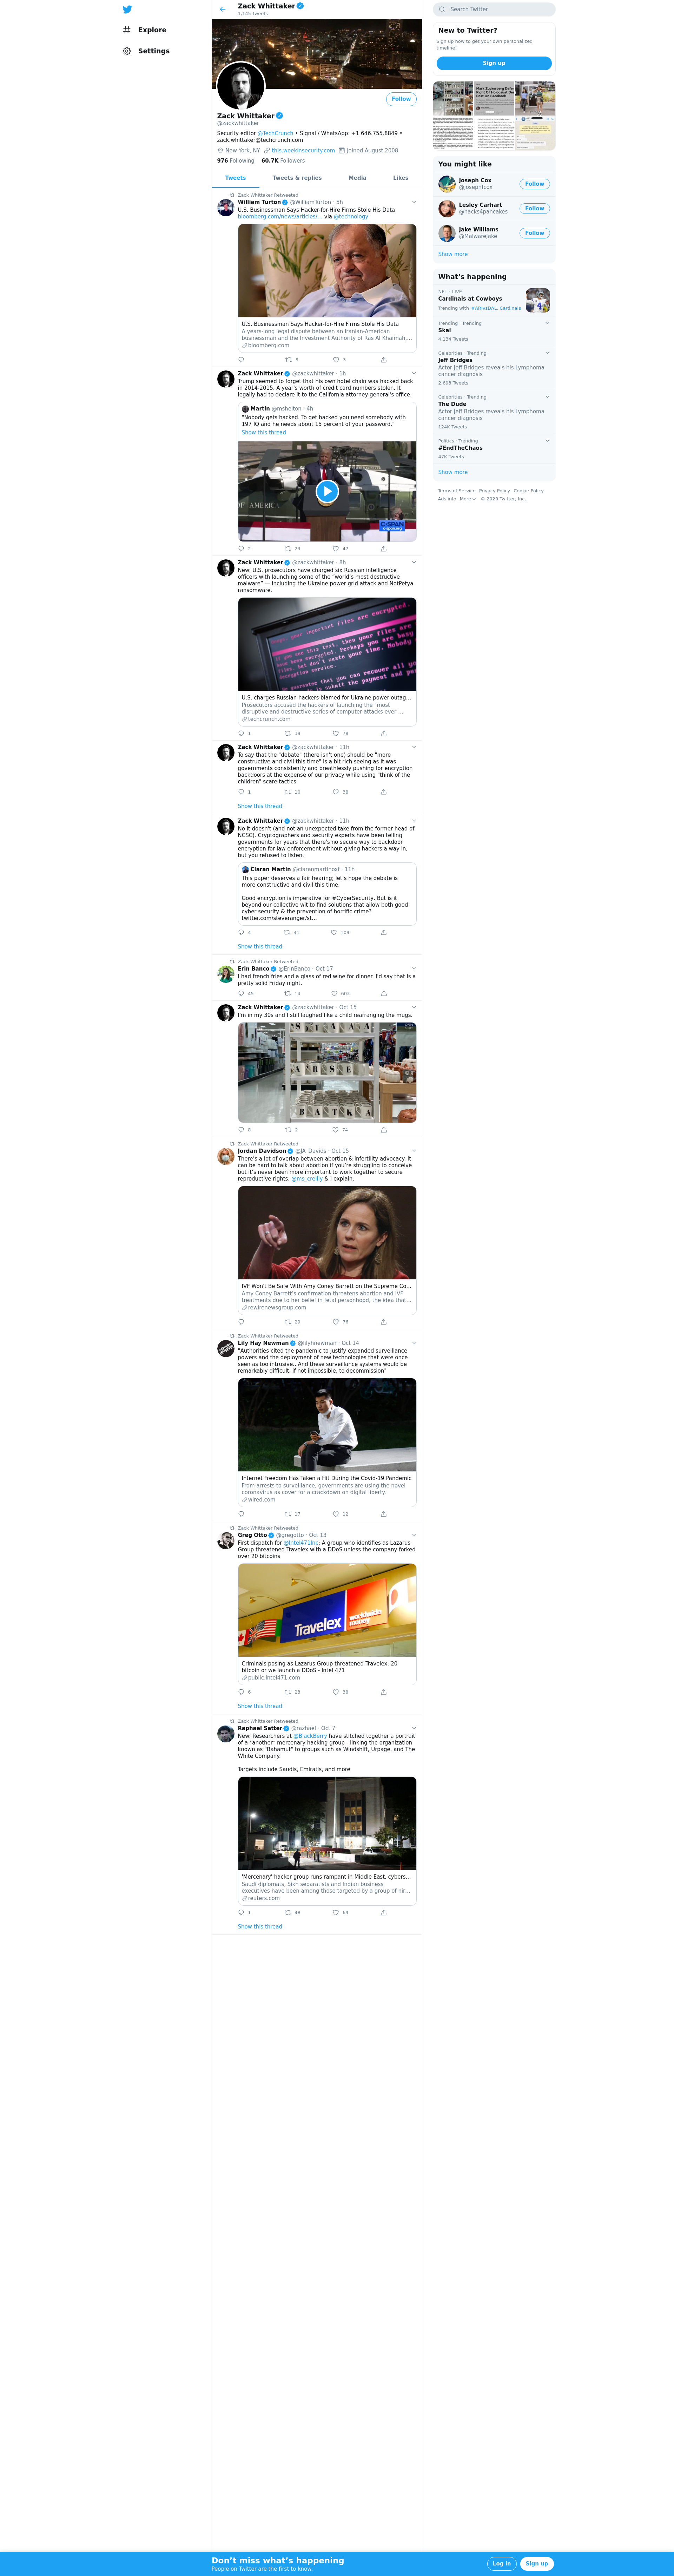 Explore
Settings
Zack Whittaker
1,145 Tweets
Follow
Zack Whittaker
@zackwhittaker
Security editor @TechCrunch • Signal / WhatsApp: +1 646.755.8849 •
zack.whittaker@techcrunch.com
New York, NY this.weekinsecurity.com Joined August 2008
976 Following 60.7K Followers
Tweets Tweets & replies Media Likes
Zack Whittaker Retweeted
William Turton @WilliamTurton · 5h
U.S. Businessman Says Hacker-for-Hire Firms Stole His Data
bloomberg.com/news/articles/… via @technology
U.S. Businessman Says Hacker-for-Hire Firms Stole His Data
A years-long legal dispute between an Iranian-American
businessman and the Investment Authority of Ras Al Khaimah,…
bloomberg.com
5 3
Zack Whittaker @zackwhittaker · 1h
Trump seemed to forget that his own hotel chain was hacked back
in 2014-2015. A year's worth of credit card numbers stolen. It
legally had to declare it to the California attorney general's office.
Martin @mshelton · 4h
"Nobody gets hacked. To get hacked you need somebody with
197 IQ and he needs about 15 percent of your password."
Show this thread
OF AMERICA
C-SPAN
2 23 47
Zack Whittaker @zackwhittaker · 8h
New: U.S. prosecutors have charged six Russian intelligence
officers with launching some of the "world's most destructive
malware" — including the Ukraine power grid attack and NotPetya
ransomware.
U.S. charges Russian hackers blamed for Ukraine power outag…
Prosecutors accused the hackers of launching the "most
disruptive and destructive series of computer attacks ever …
techcrunch.com
1 78
Zack Whittaker @zackwhittaker · 11h
To say that the "debate" (there isn't one) should be "more
constructive and civil this time" is a bit rich seeing as it was
governments consistently and breathlessly pushing for encryption
backdoors at the expense of our privacy while using "think of the
children" scare tactics.
1 10 38
Show this thread
Zack Whittaker @zackwhittaker · 11h
No it doesn't (and not an unexpected take from the former head of
NCSC). Cryptographers and security experts have been telling
governments for years that there's no secure way to backdoor
encryption for law enforcement without giving hackers a way in,
but you refused to listen.
Ciaran Martin @ciaranmartinoxf · 11h
This paper deserves a fair hearing; let's hope the debate is
more constructive and civil this time.
Good encryption is imperative for #CyberSecurity. But is it
beyond our collective wit to find solutions that allow both good
cyber security & the prevention of horrific crime?
twitter.com/steveranger/st…
4 41 109
Show this thread
Zack Whittaker Retweeted
Erin Banco @ErinBanco · Oct 17
I had french fries and a glass of red wine for dinner. I'd say that is a
pretty solid Friday night.
45 14 603
Zack Whittaker @zackwhittaker · Oct 15
I'm in my 30s and I still laughed like a child rearranging the mugs.
ARSE
8 2 74
Zack Whittaker Retweeted
Jordan Davidson @JA_Davids · Oct 15
There's a lot of overlap between abortion & infertility advocacy. It
can be hard to talk about abortion if you're struggling to conceive
but it's never been more important to work together to secure
reproductive rights. @ms_creilly & I explain.
IVF Won't Be Safe With Amy Coney Barrett on the Supreme Co…
Amy Coney Barrett's confirmation threatens abortion and IVF
treatments due to her belief in fetal personhood, the idea that…
rewirenewsgroup.com
29 76
Zack Whittaker Retweeted
Lily Hay Newman @lilyhnewman · Oct 14
"Authorities cited the pandemic to justify expanded surveillance
powers and the deployment of new technologies that were once
seen as too intrusive...And these surveillance systems would be
remarkably difficult, if not impossible, to decommission"
Internet Freedom Has Taken a Hit During the Covid-19 Pandemic
From arrests to surveillance, governments are using the novel
coronavirus as cover for a crackdown on digital liberty.
wired.com
17 12
Zack Whittaker Retweeted
Greg Otto @gregotto · Oct 13
First dispatch for @Intel471Inc: A group who identifies as Lazarus
Group threatened Travelex with a DDoS unless the company forked
over 20 bitcoins
Travelex worldwide money
Criminals posing as Lazarus Group threatened Travelex: 20
bitcoin or we launch a DDoS - Intel 471
public.intel471.com
23 38
Show this thread
Zack Whittaker Retweeted
Raphael Satter @razhael · Oct 7
New: Researchers at @BlackBerry have stitched together a portrait
of a *another* mercenary hacking group - linking the organization
known as "Bahamut" to groups such as Windshift, Urpage, and The
White Company.
Targets include Saudis, Emiratis, and more
'Mercenary' hacker group runs rampant in Middle East, cybers…
Saudi diplomats, Sikh separatists and Indian business
executives have been among those targeted by a group of hir…
reuters.com
1 48 69
Show this thread
Search Twitter
New to Twitter?
Sign up now to get your own personalized
timeline!
Sign up
You might like
Joseph Cox
@josephfcox
Follow
Lesley Carhart
@hacks4pancakes
Follow
Jake Williams
@MalwareJake
Follow
Show more
What's happening
NFL · LIVE
Cardinals at Cowboys
Trending with #ARIvsDAL, Cardinals
Trending · Trending
Skai
4,134 Tweets
Celebrities · Trending
Jeff Bridges
Actor Jeff Bridges reveals his Lymphoma
cancer diagnosis
2,693 Tweets
Celebrities · Trending
The Dude
Actor Jeff Bridges reveals his Lymphoma
cancer diagnosis
124K Tweets
Politics · Trending
#EndTheChaos
47K Tweets
Show more
Terms of Service Privacy Policy Cookie Policy
Ads info More © 2020 Twitter, Inc.
Don't miss what's happening
People on Twitter are the first to know.
Log in Sign up